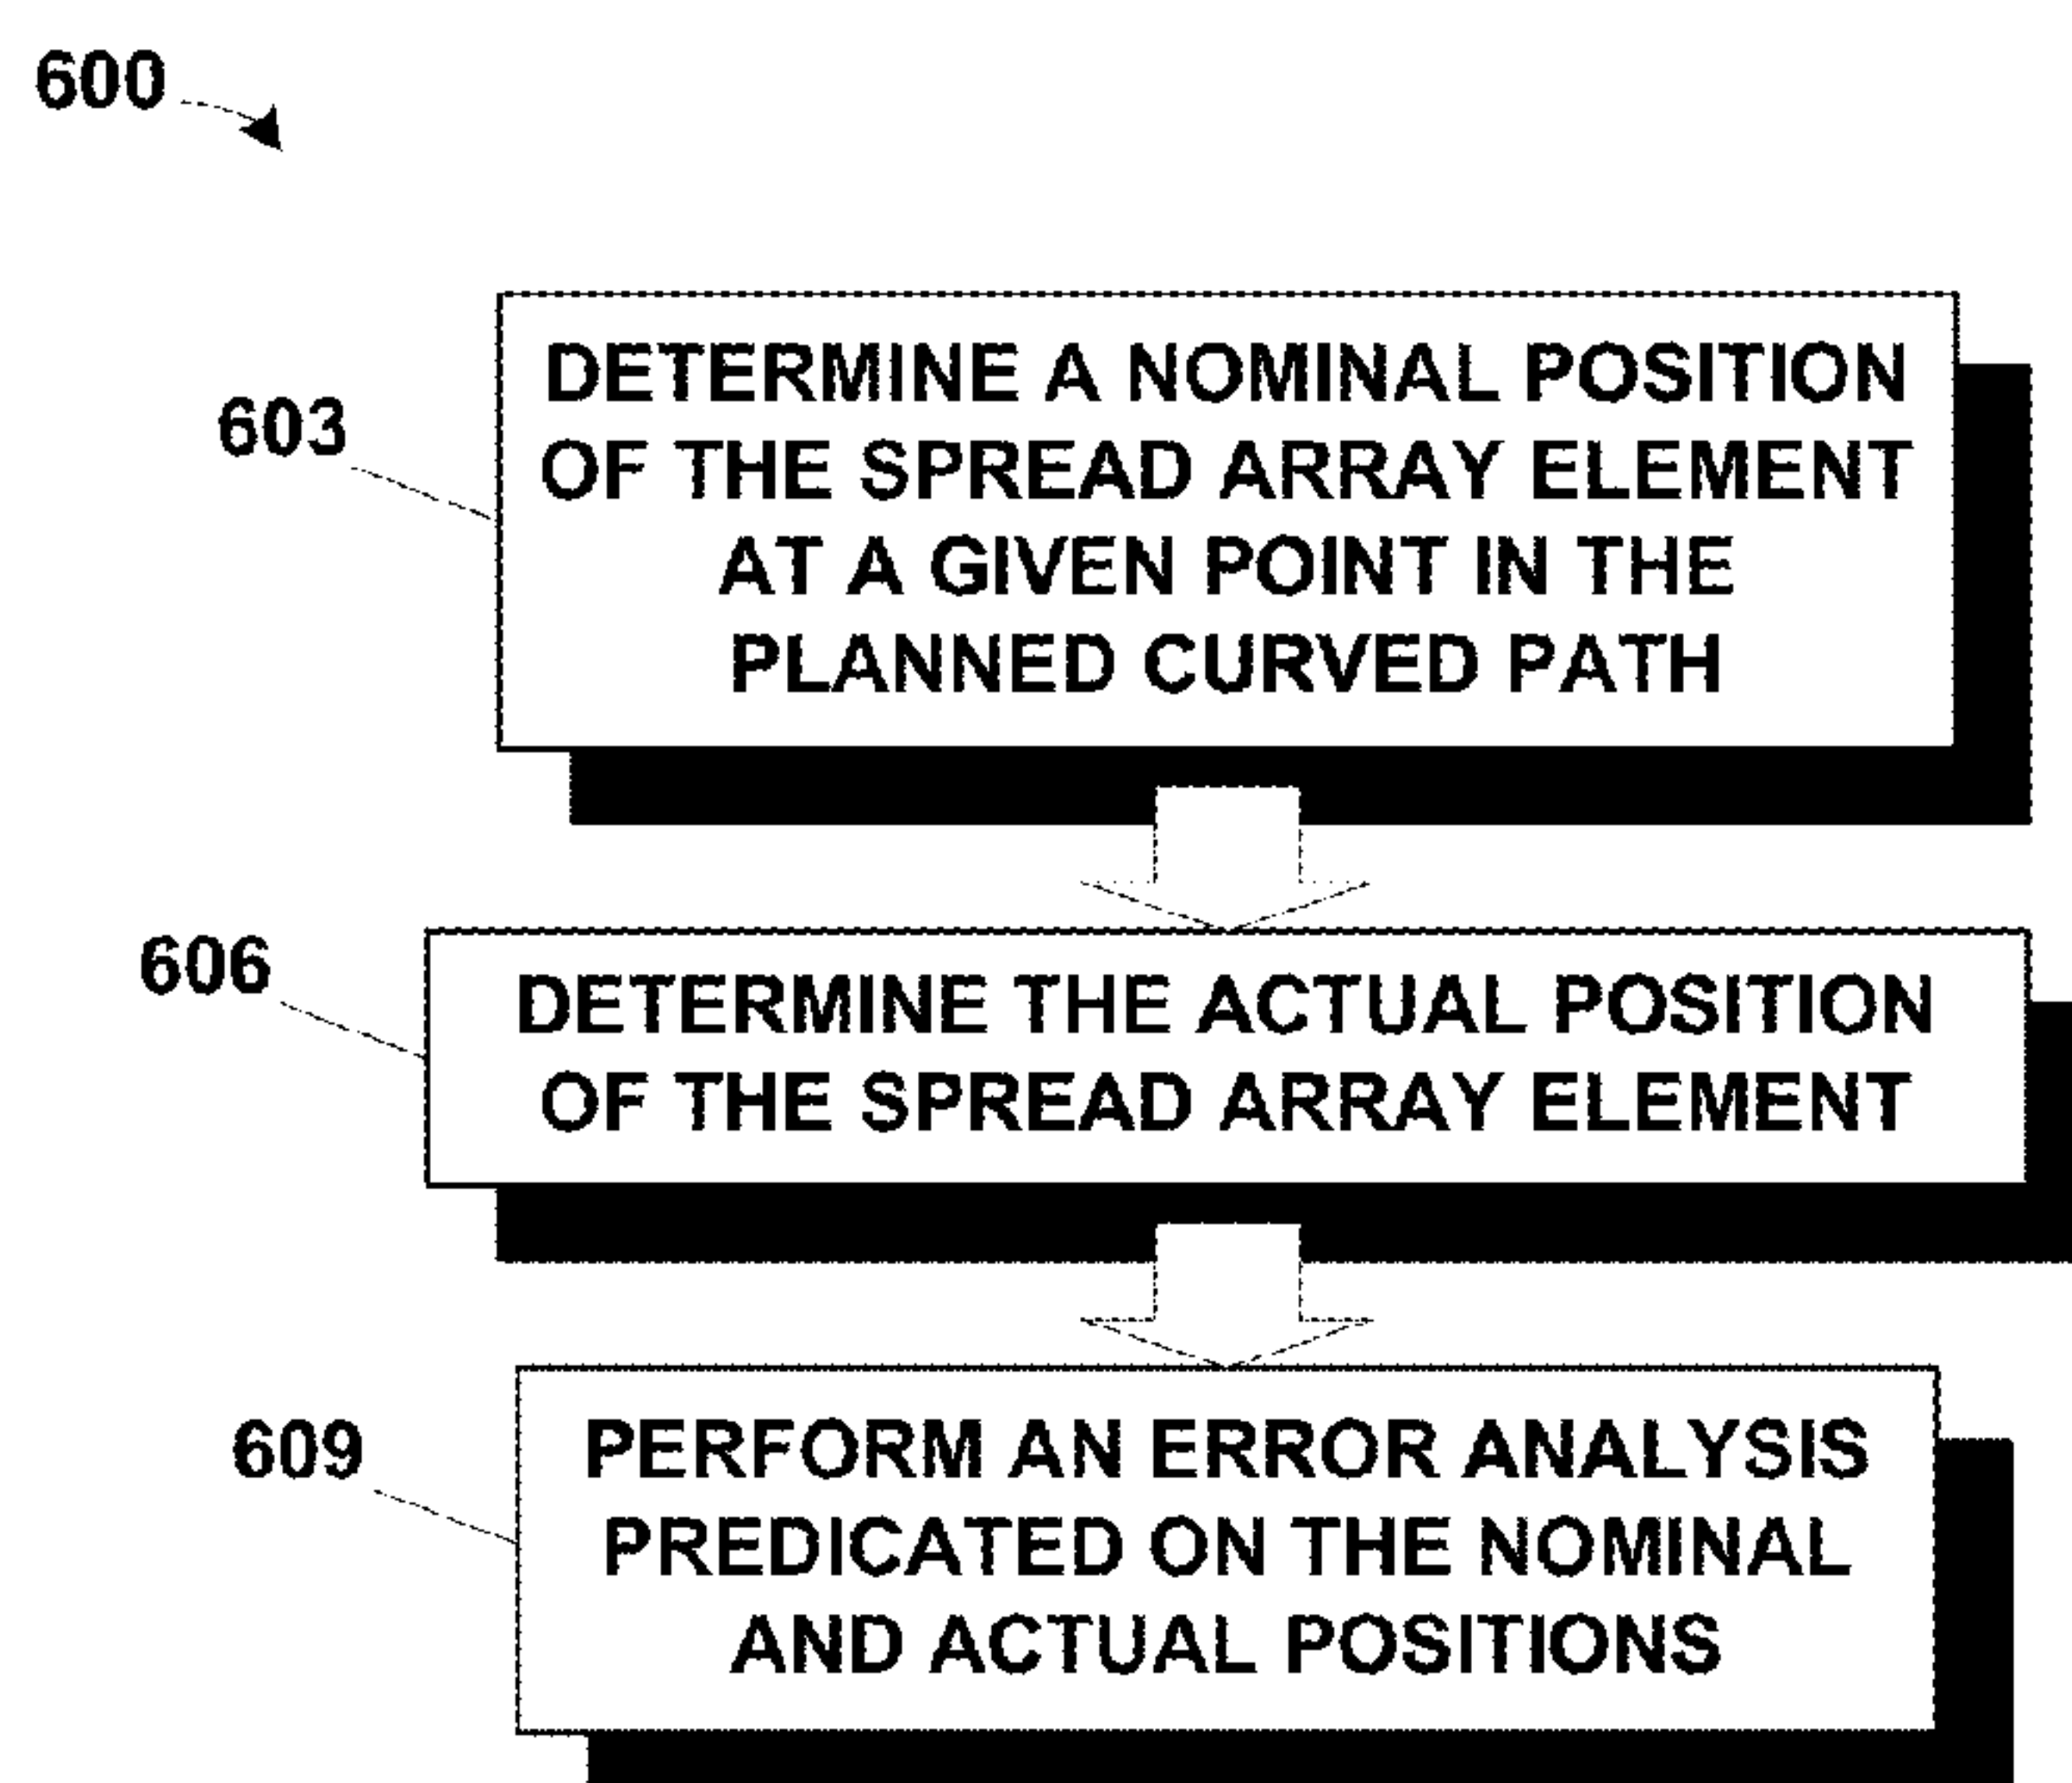 600
603
DETERMINE A NOMINAL POSITION
OF THE SPREAD ARRAY ELEMENT
AT A GIVEN POINT IN THE
PLANNED CURVED PATH
606
DETERMINE THE ACTUAL POSITION
OF THE SPREAD ARRAY ELEMENT
609
PERFORM AN ERROR ANALYSIS
PREDICATED ON THE NOMINAL
AND ACTUAL POSITIONS